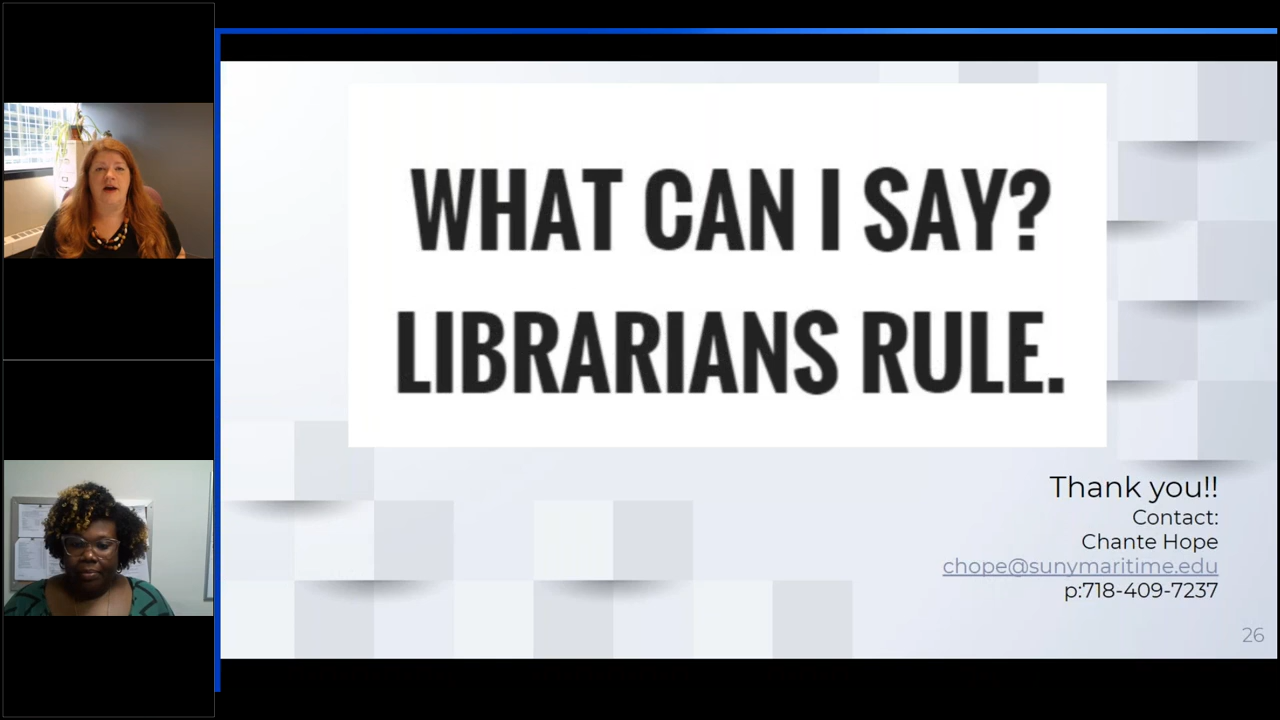 WHAT CAN I SAY?
LIBRARIANS RULE.
Thank you!!
Contact:
Chante Hope
chope@sunymaritime.edu
p:718-409-7237
26